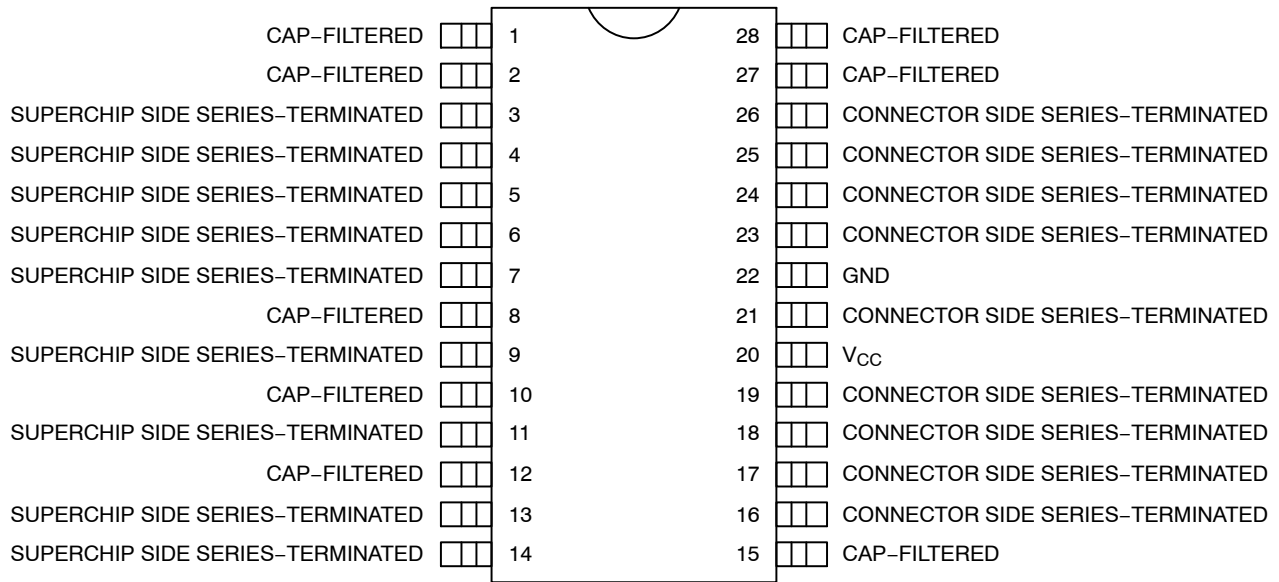 CAP−FILTERED 1 28 CAP−FILTERED
CAP−FILTERED 2 27 CAP−FILTERED
SUPERCHIP SIDE SERIES−TERMINATED 3 26 CONNECTOR SIDE SERIES−TERMINATED
SUPERCHIP SIDE SERIES−TERMINATED 4 25 CONNECTOR SIDE SERIES−TERMINATED
SUPERCHIP SIDE SERIES−TERMINATED 5 24 CONNECTOR SIDE SERIES−TERMINATED
SUPERCHIP SIDE SERIES−TERMINATED 6 23 CONNECTOR SIDE SERIES−TERMINATED
SUPERCHIP SIDE SERIES−TERMINATED 7 22 GND
CAP−FILTERED 8 21 CONNECTOR SIDE SERIES−TERMINATED
SUPERCHIP SIDE SERIES−TERMINATED 9 20 VCC
CAP−FILTERED 10 19 CONNECTOR SIDE SERIES−TERMINATED
SUPERCHIP SIDE SERIES−TERMINATED 11 18 CONNECTOR SIDE SERIES−TERMINATED
CAP−FILTERED 12 17 CONNECTOR SIDE SERIES−TERMINATED
SUPERCHIP SIDE SERIES−TERMINATED 13 16 CONNECTOR SIDE SERIES−TERMINATED
SUPERCHIP SIDE SERIES−TERMINATED 14 15 CAP−FILTERED